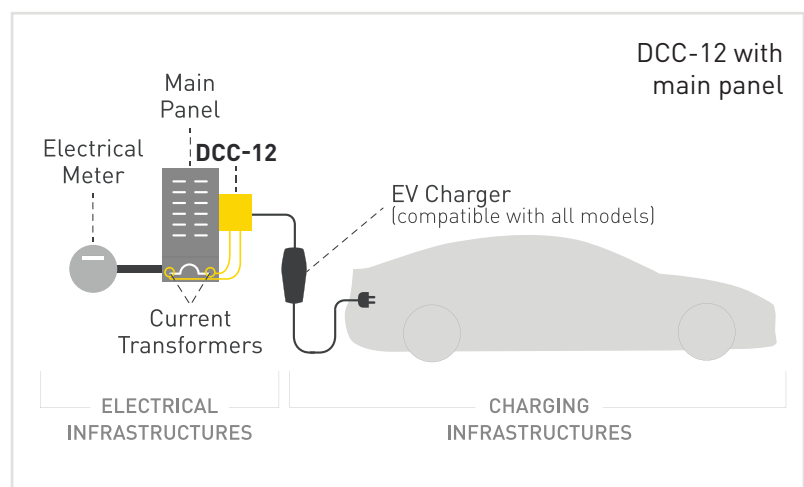 DCC-12 with
main panel
Main
Panel
Electrical
Meter
DCC-12
EV Charger
(compatible with all models)
Current
Transformers
ELECTRICAL
INFRASTRUCTURES
CHARGING
INFRASTRUCTURES